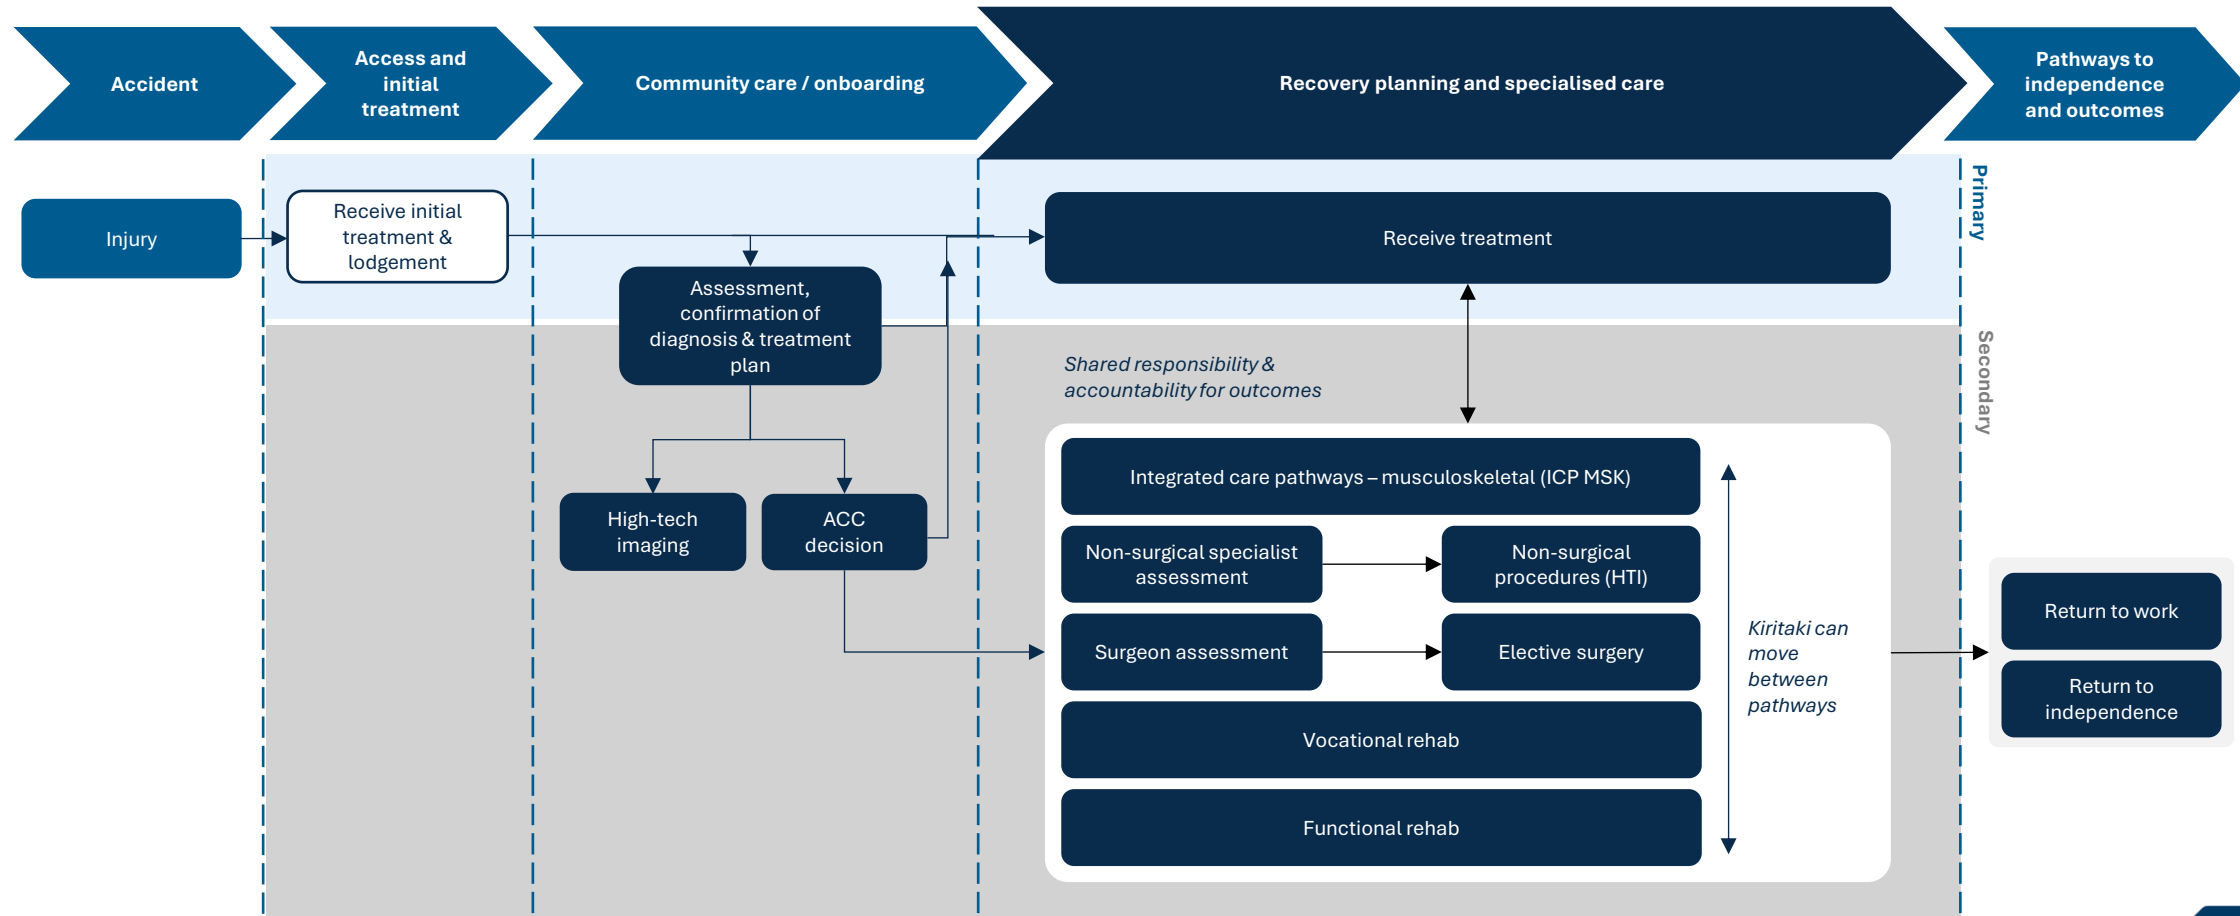 Accident
Access and
initial
treatment
Community care / onboarding
Recovery planning and specialised care
Pathways to
independence
and outcomes
Primary
Injury
Receive initial
treatment &
lodgement
Receive treatment
Assessment,
confirmation of
diagnosis & treatment
plan
Secondary
Shared responsibility &
accountability for outcomes
High-tech
imaging
ACC
decision
Integrated care pathways – musculoskeletal (ICP MSK)
Non-surgical specialist
assessment
Non-surgical
procedures (HTI)
Surgeon assessment
Elective surgery
Vocational rehab
Functional rehab
Kiritaki can
move
between
pathways
Return to work
Return to
independence